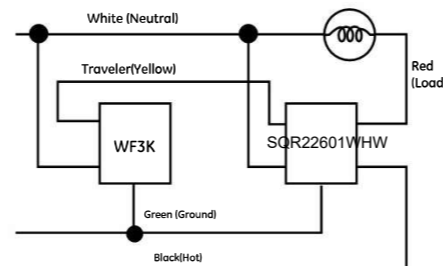 White (Neutral)
Traveler(Yellow)
Red
(Load
WF3K
SQR22601WHW
Green (Ground)
Black(Hot)